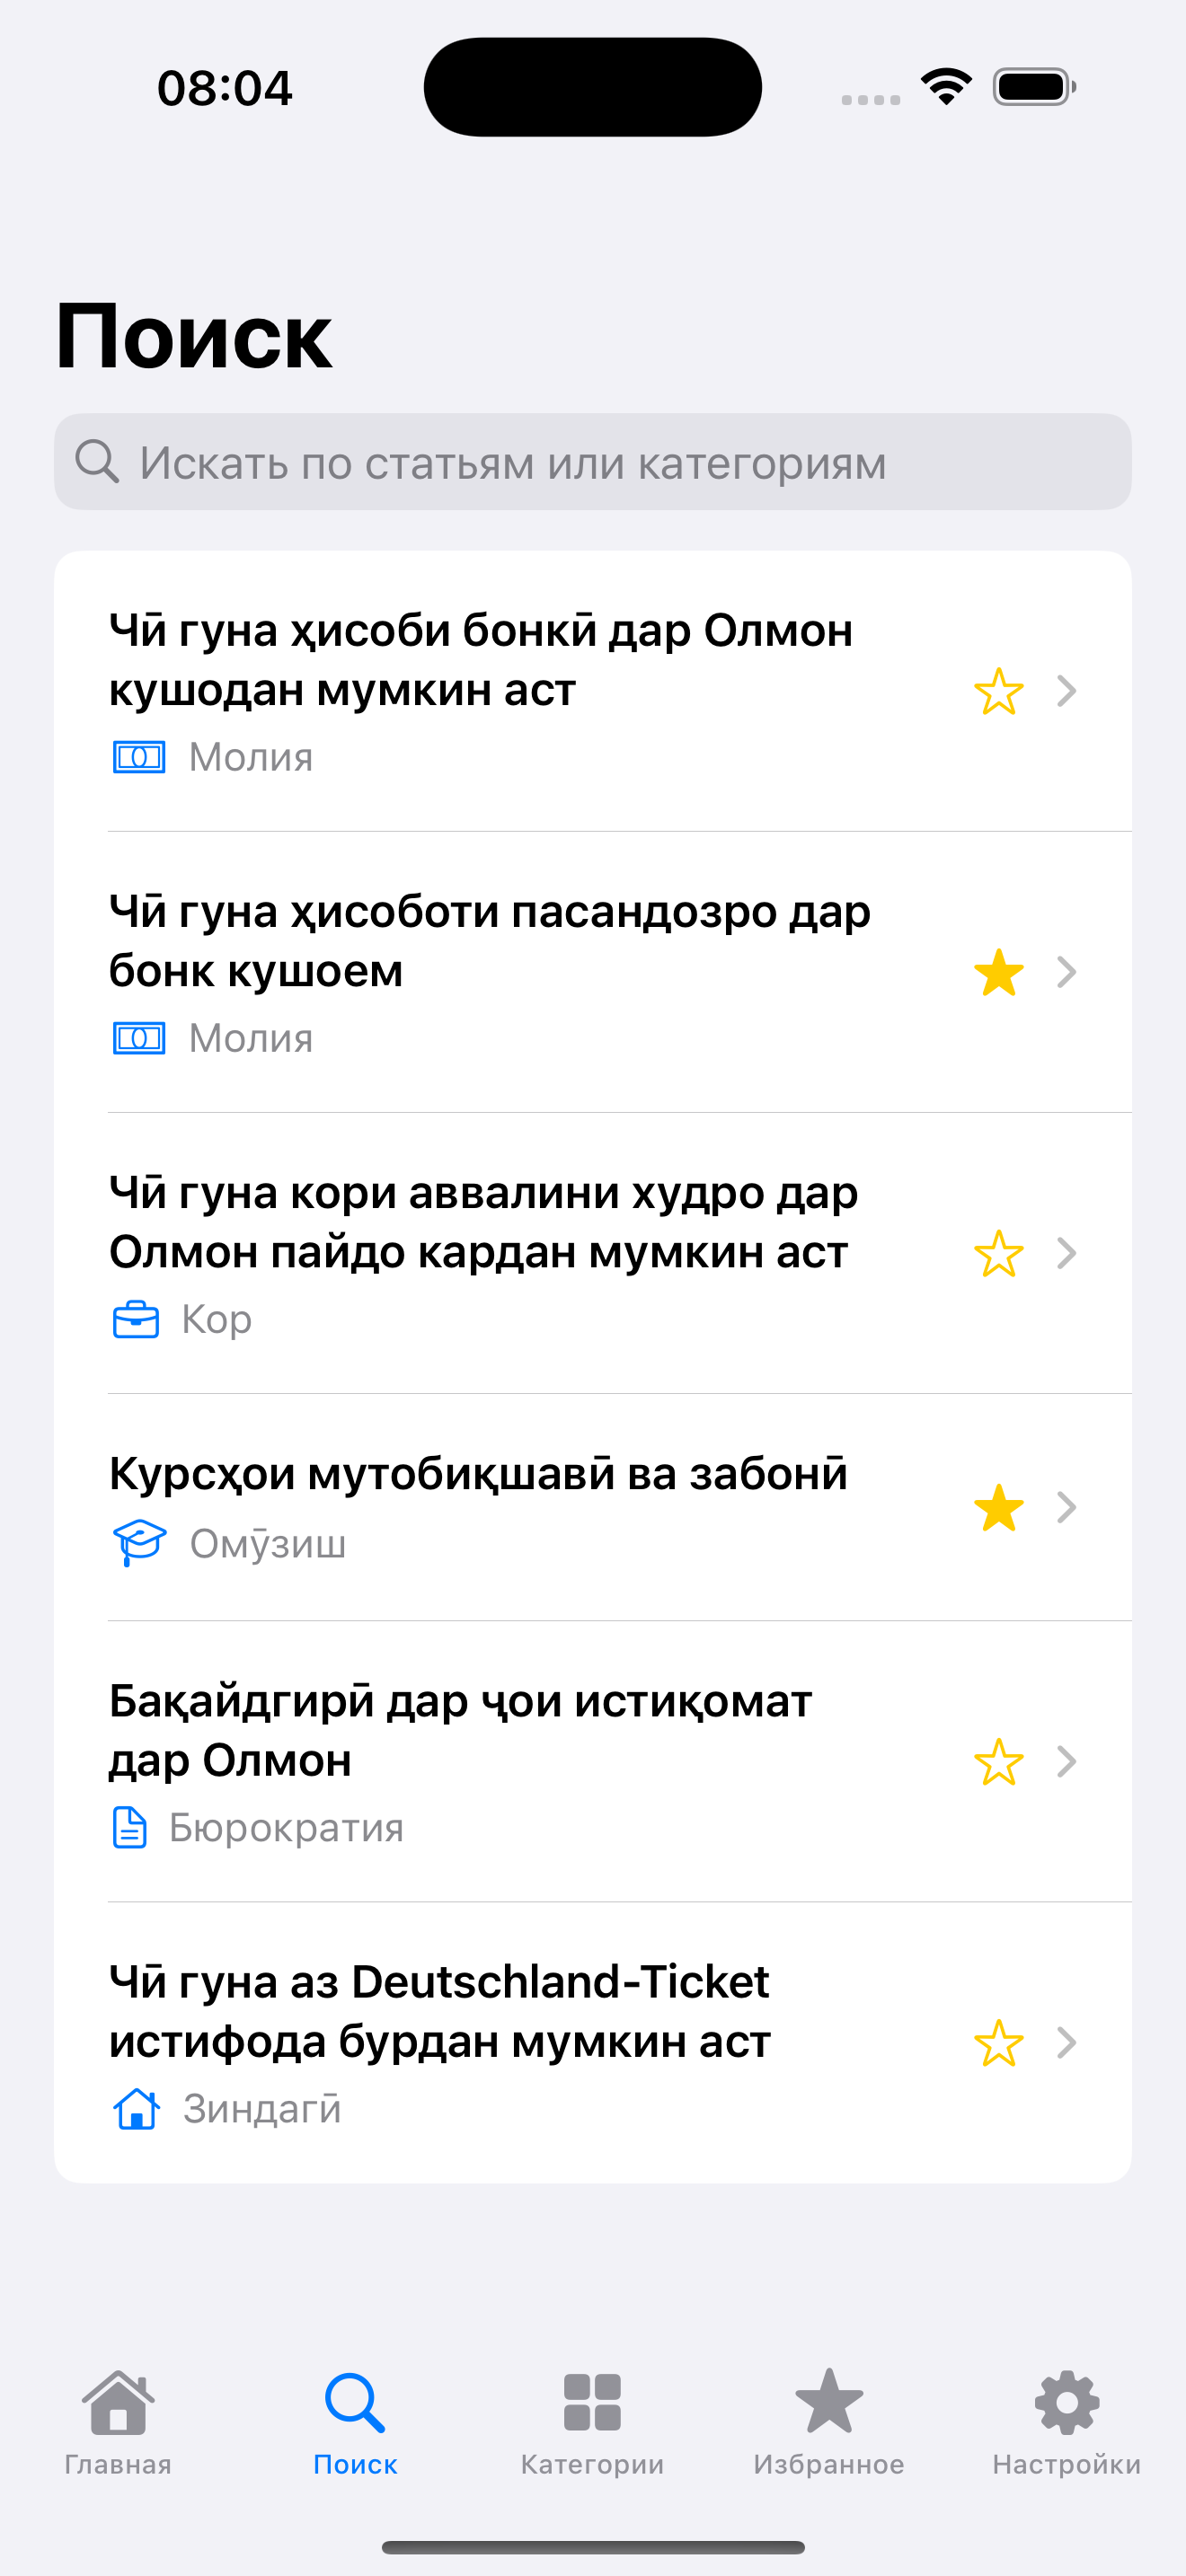 08:04
Поиск
Искать по статьям или категориям
Чӣ гуна ҳисоби бонкӣ дар Олмон
кушодан мумкин аст
Молия
Чӣ гуна ҳисоботи пасандозро дар
бонк кушоем
Молия
Чӣ гуна кори аввалини худро дар
Олмон пайдо кардан мумкин аст
Кор
Курсҳои мутобиқшавӣ ва забонӣ
Омӯзиш
Бақайдгирӣ дар ҷои истиқомат
дар Олмон
Бюрократия
Чӣ гуна аз Deutschland-Ticket
истифода бурдан мумкин аст
Зиндагӣ
Главная
Поиск
Категории
Избранное
Настройки